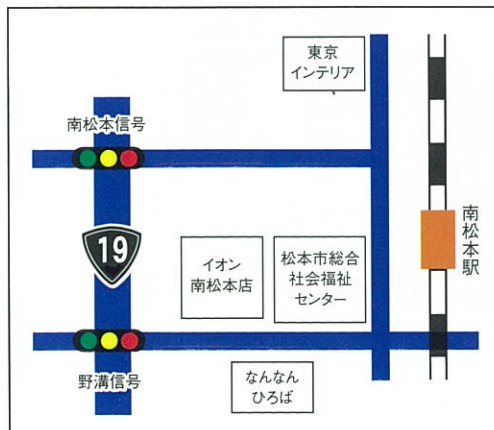 東京
インテリア
南松本信号
19
南松本駅
イオン
南松本店
松本市総合
社会福祉
センター
野溝信号
なんなん
ひろば